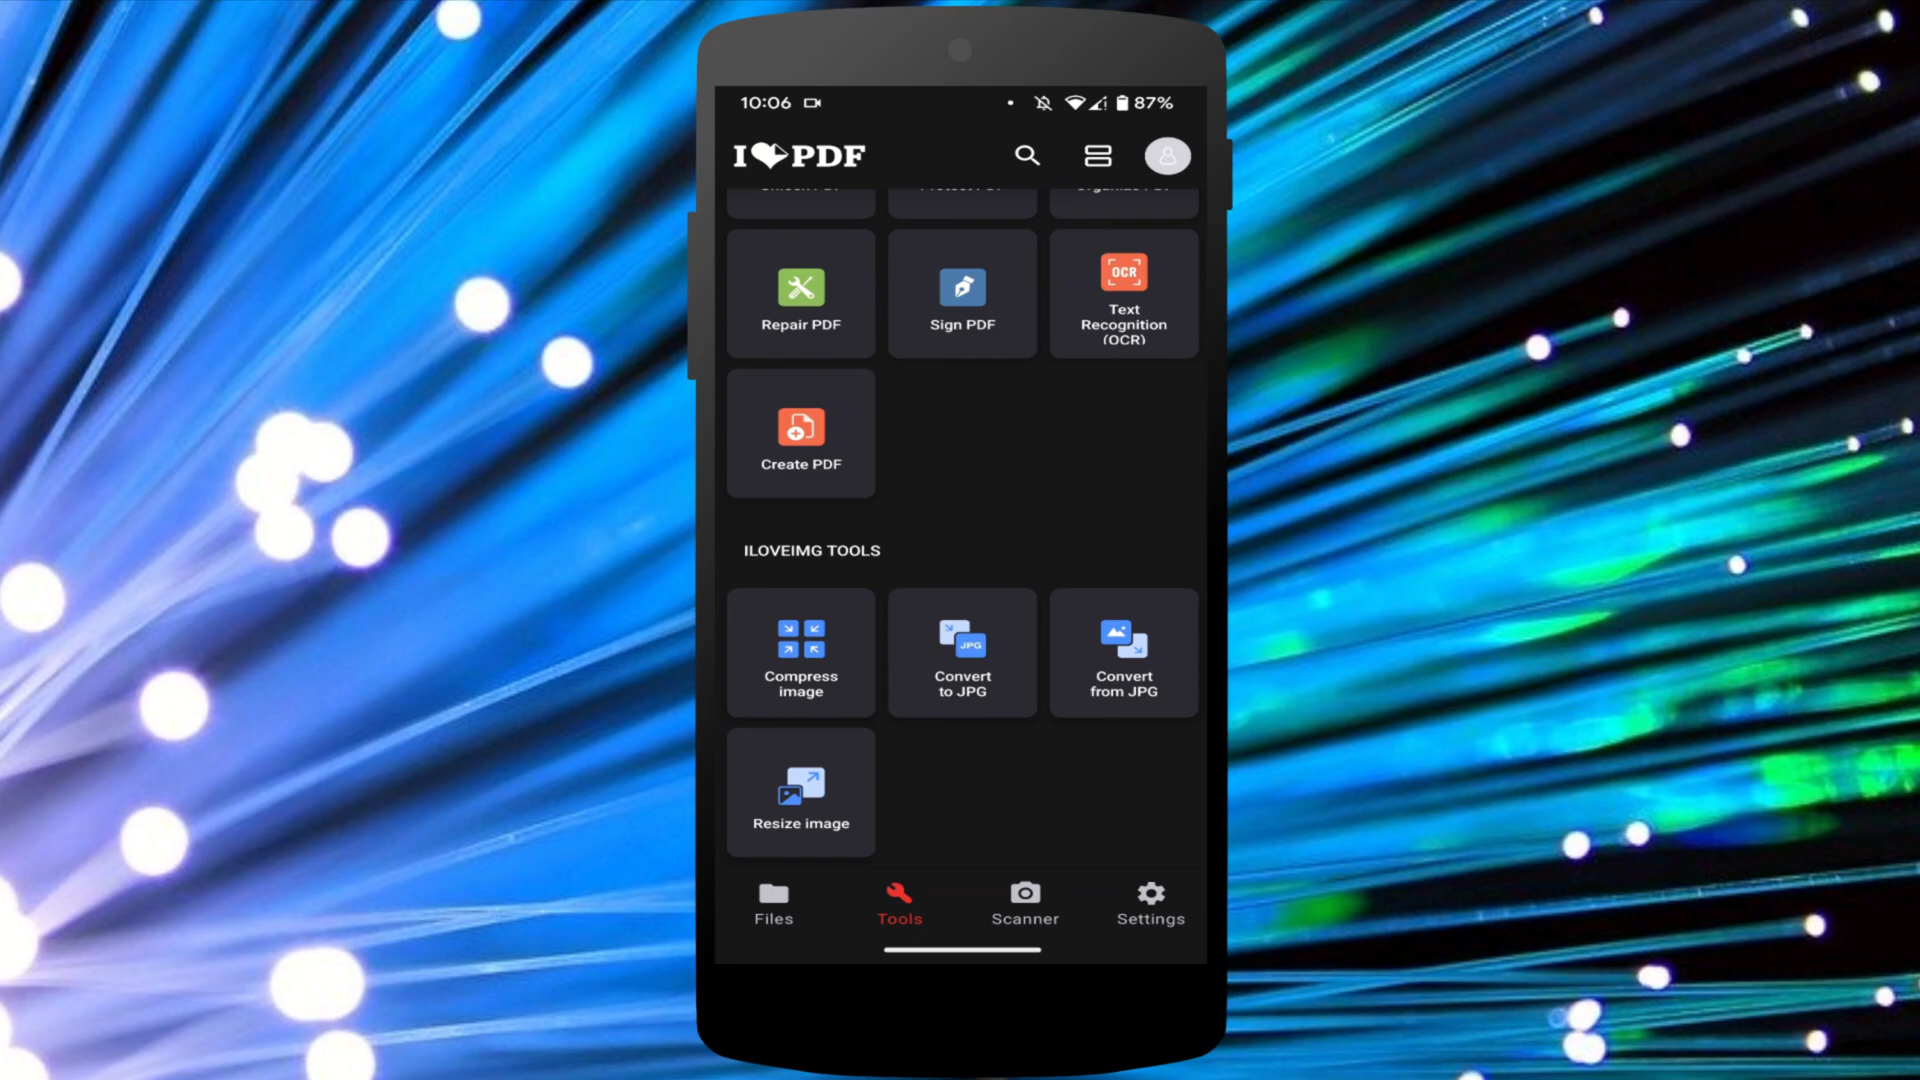 10:06
87%
I PDF
Repair PDF
Sign PDF
OCR
Text
Recognition
(OCR)
Create PDF
ILOVEIMG TOOLS
Compress
image
JPG
Convert
to JPG
Convert
from JPG
Resize image
Files
Tools
Scanner
Settings